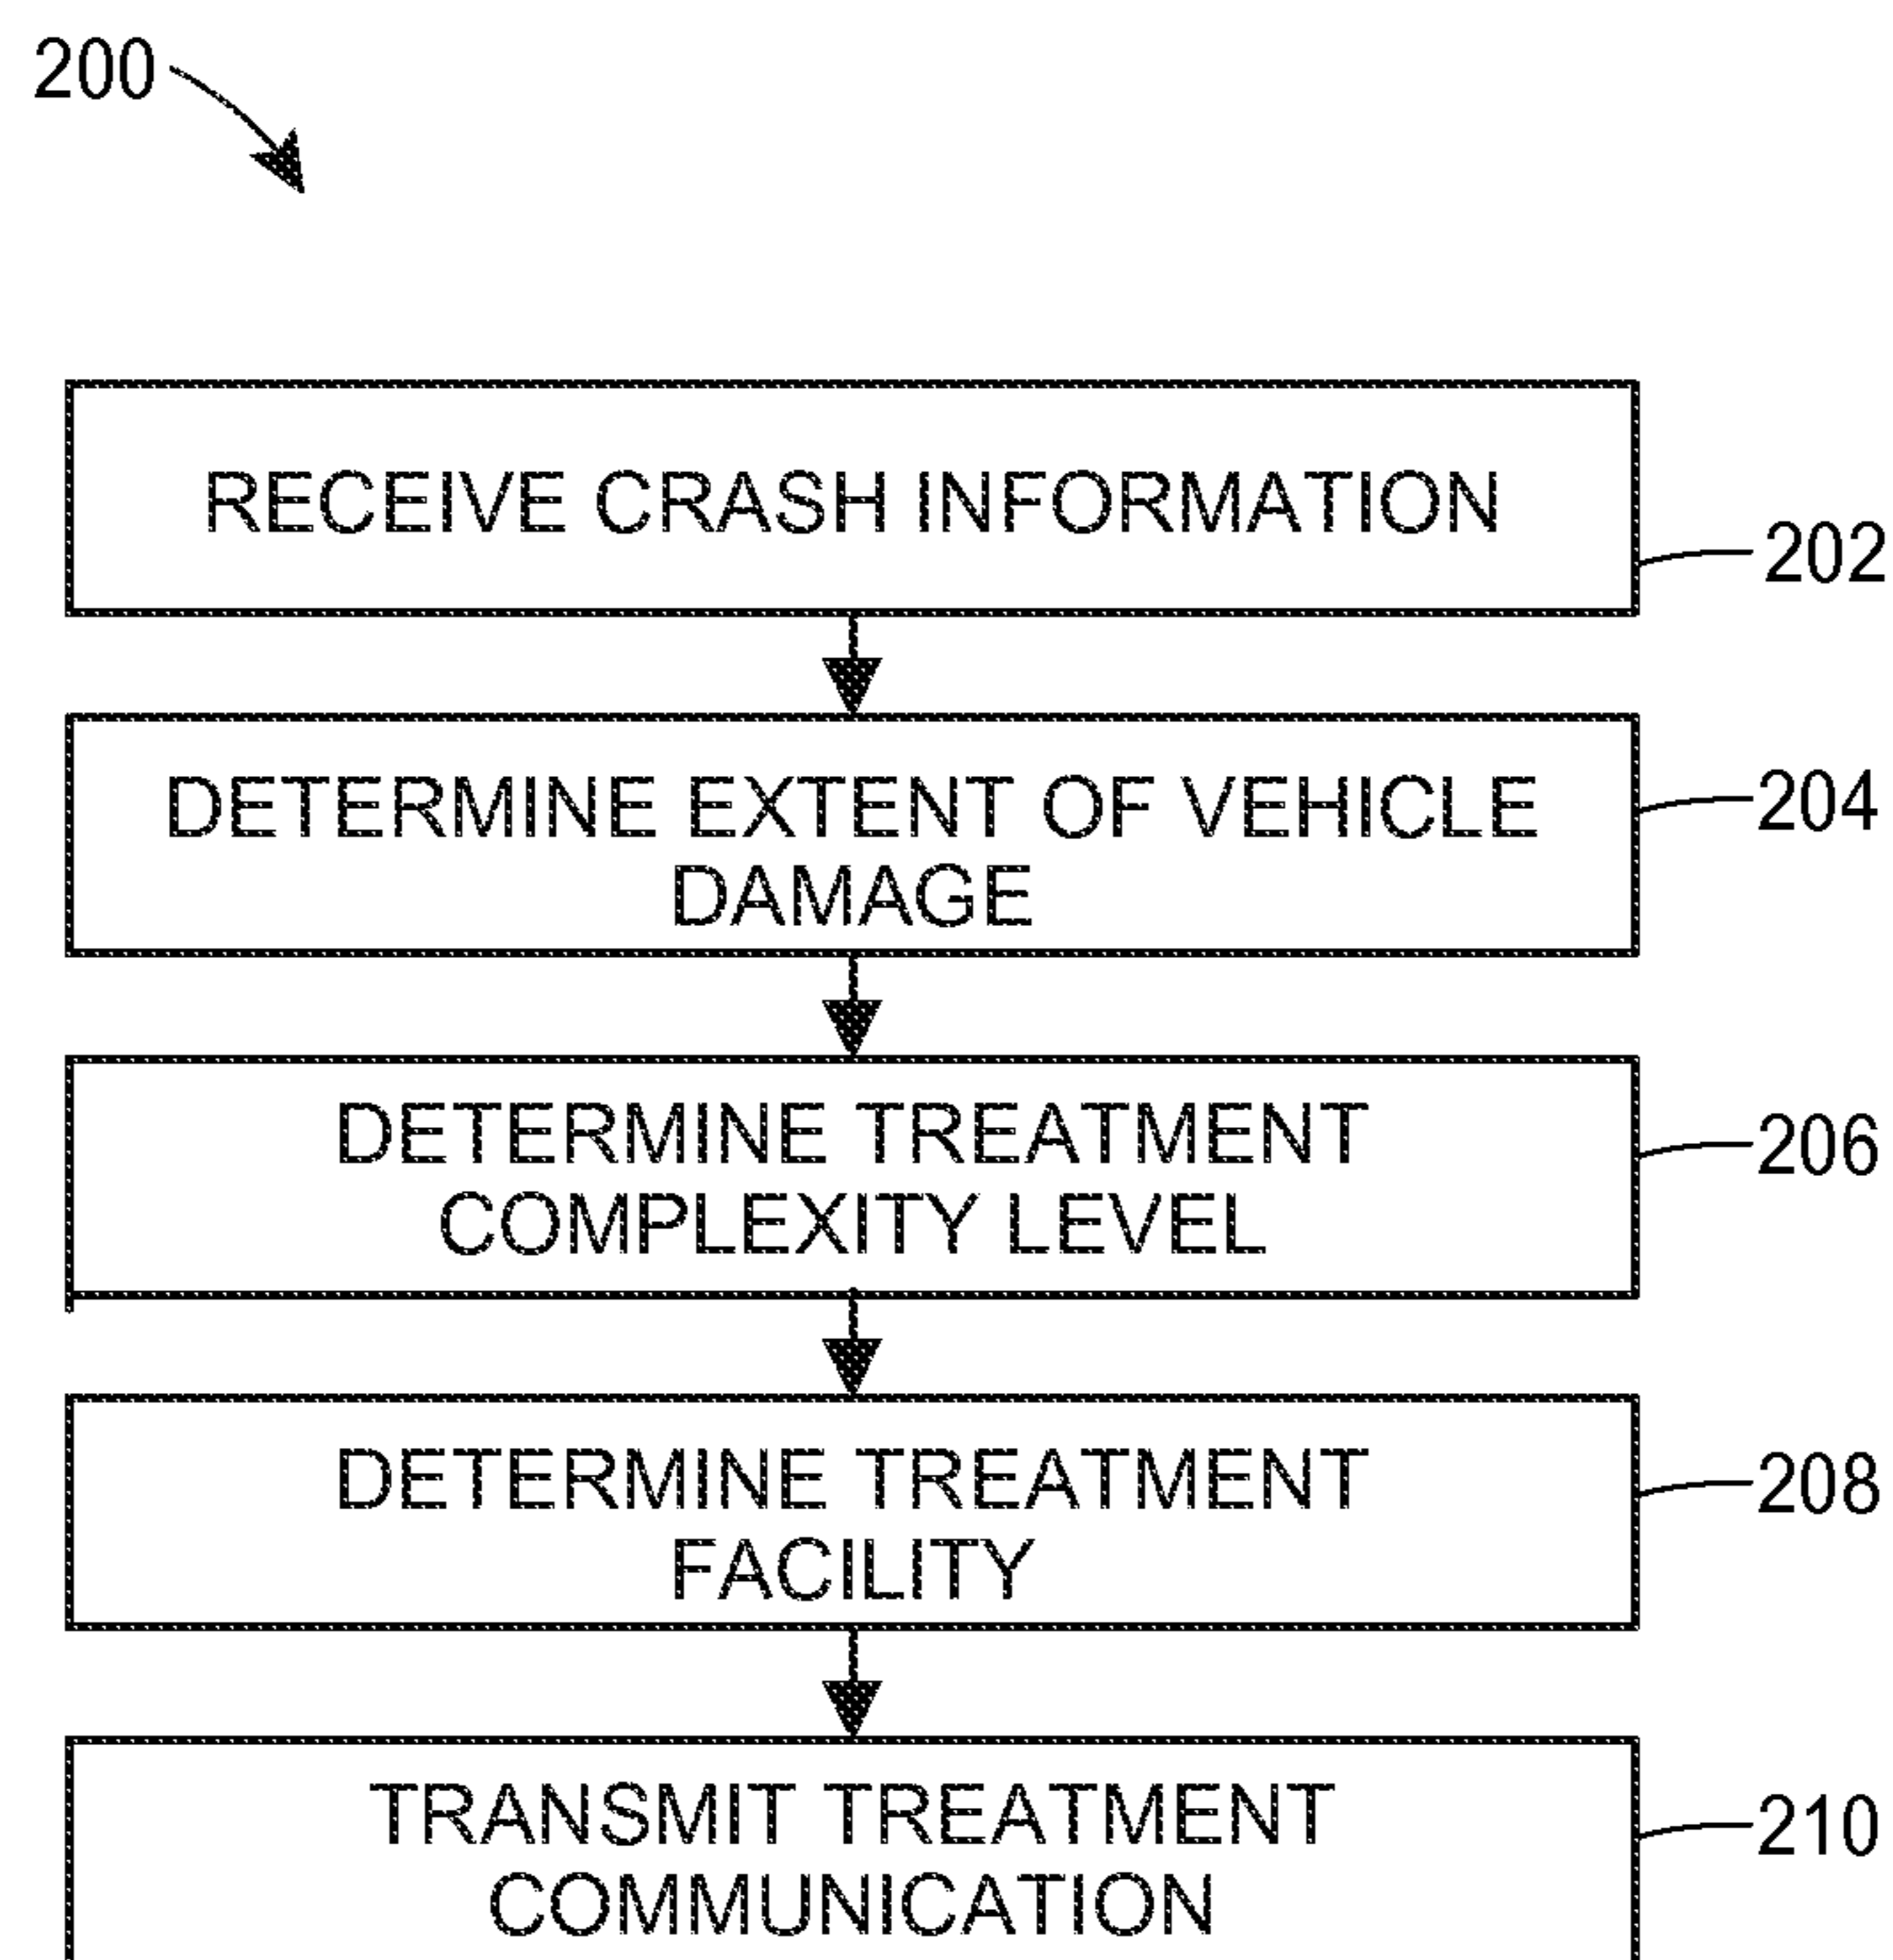 200
RECEIVE CRASH INFORMATION
202
DETERMINE EXTENT OF VEHICLE
DAMAGE
204
DETERMINE TREATMENT
COMPLEXITY LEVEL
206
DETERMINE TREATMENT
FACILITY
208
TRANSMIT TREATMENT
COMMUNICATION
210